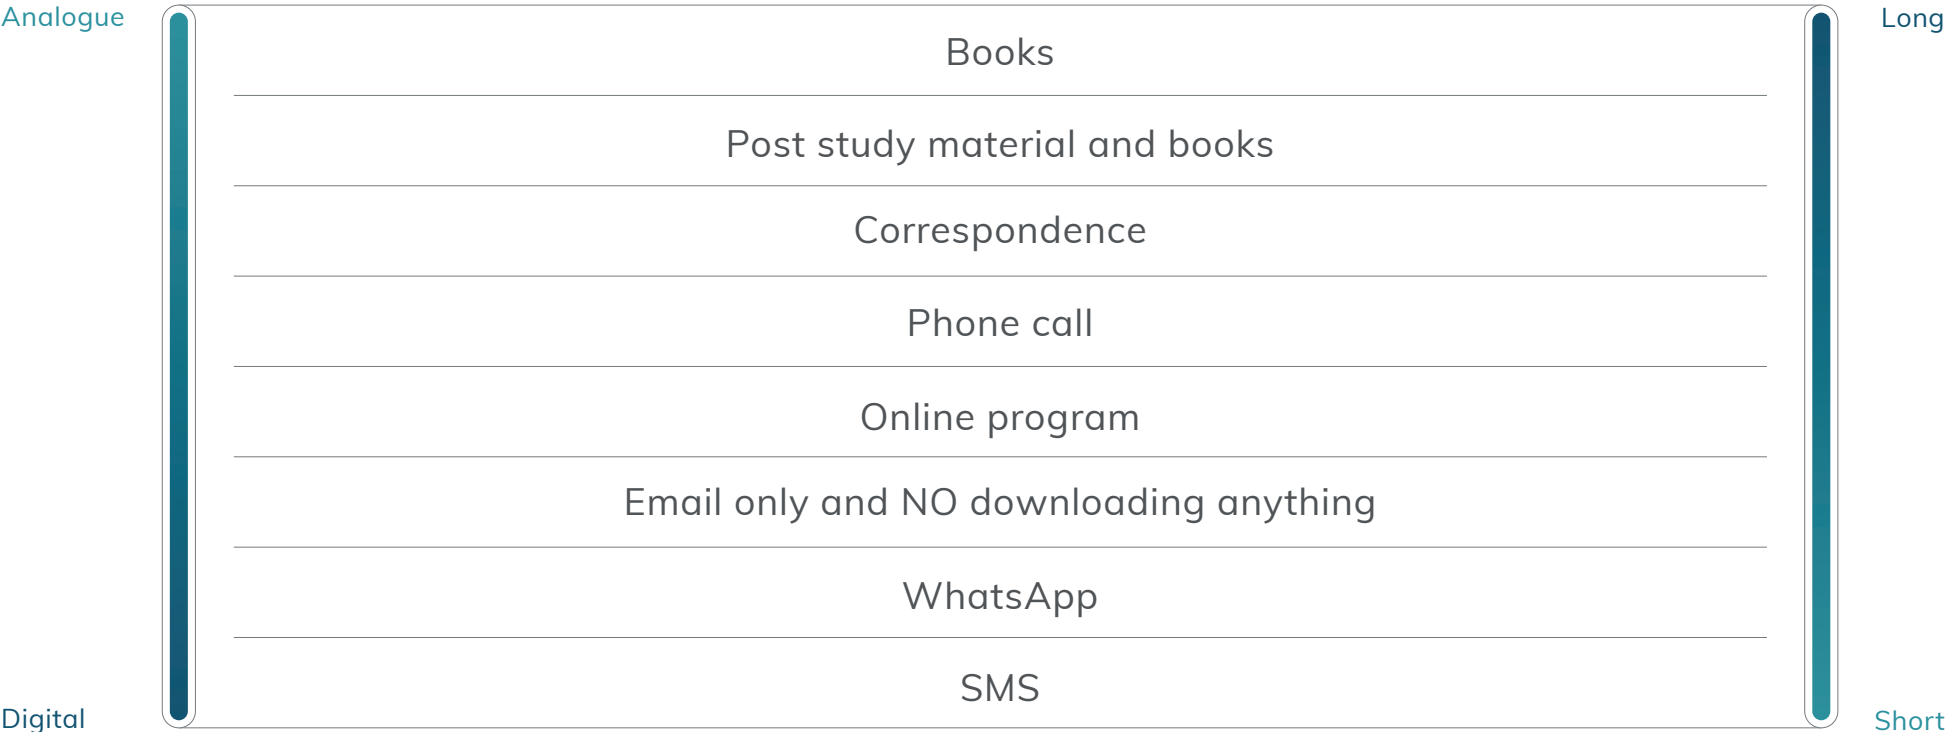 Analogue
Long
Books
Post study material and books
Correspondence
Phone call
Online program
Email only and NO downloading anything
WhatsApp
SMS
Digital
Short